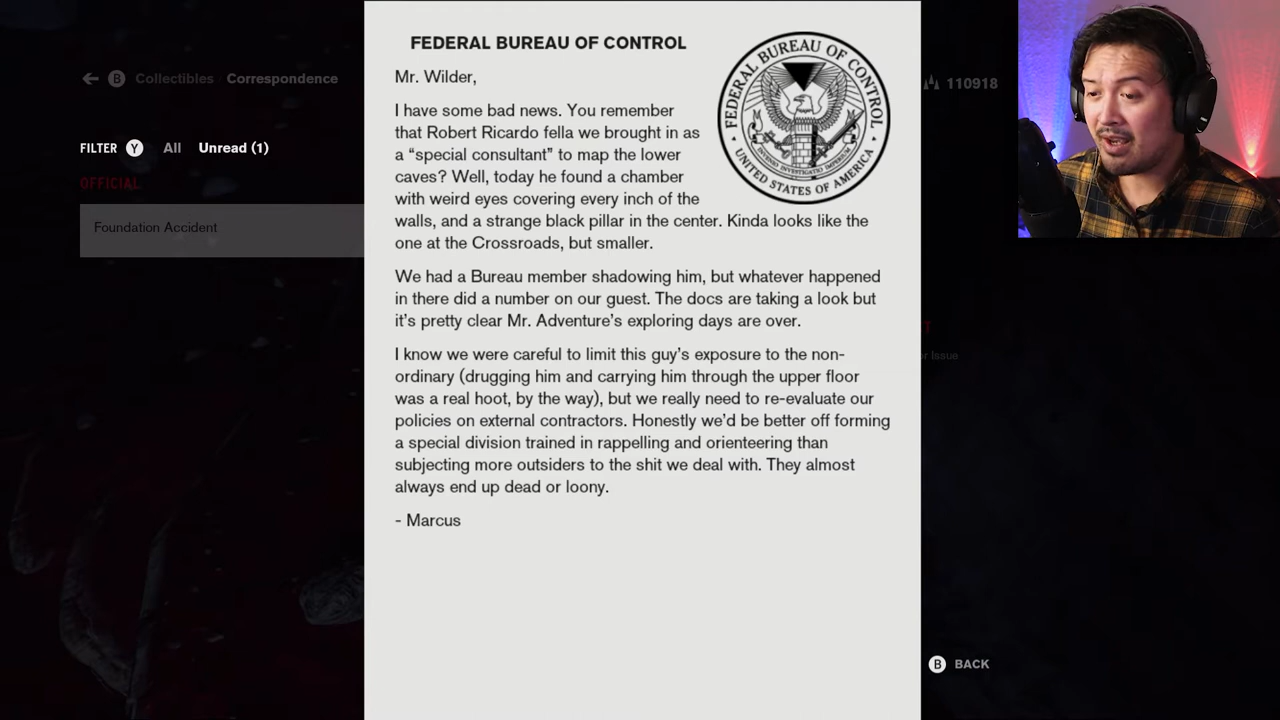 FEDERAL BUREAU OF CONTROL
FEDERAL BUREAU OF CONTROL
UNITED STATES OF AMERICA
B Collectibles Correspondence
110918
FILTER Y All Unread (1)
OFFICIAL
Foundation Accident
Mr. Wilder,
I have some bad news. You remember
that Robert Ricardo fella we brought in as
a “special consultant” to map the lower
caves? Well, today he found a chamber
with weird eyes covering every inch of the
walls, and a strange black pillar in the center. Kinda looks like the
one at the Crossroads, but smaller.
We had a Bureau member shadowing him, but whatever happened
in there did a number on our guest. The docs are taking a look but
it’s pretty clear Mr. Adventure’s exploring days are over.
I know we were careful to limit this guy’s exposure to the non-
ordinary (drugging him and carrying him through the upper floor
was a real hoot, by the way), but we really need to re-evaluate our
policies on external contractors. Honestly we’d be better off forming
a special division trained in rappelling and orienteering than
subjecting more outsiders to the shit we deal with. They almost
always end up dead or loony.
- Marcus
T
or Issue
B BACK